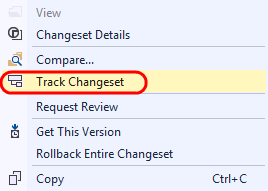 View
Changeset Details
Compare...
Track Changeset
Request Review
Get This Version
Rollback Entire Changeset
Copy Ctrl+C